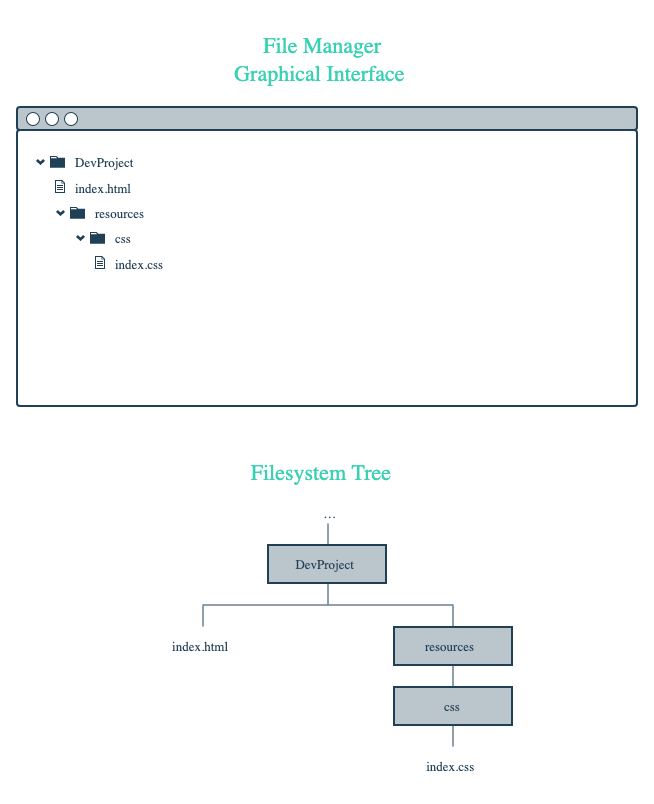 File Manager
Graphical Interface
DevProject
index.html
resources
css
index.css
Filesystem Tree
...
DevProject
index.html
resources
css
index.css